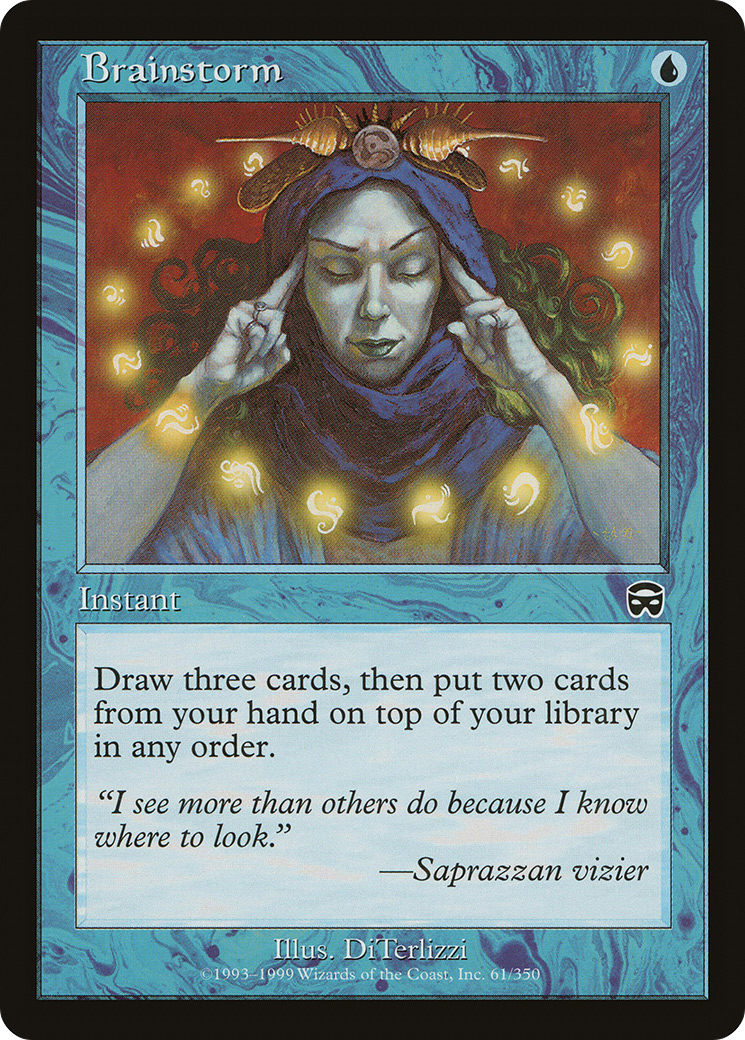 Brainstorm
Instant
Draw three cards, then put two cards
from your hand on top of your library
in any order.
“I see more than others do because I know
where to look.”
—Saprazzan vizier
Illus. DiTerlizzi
©1993–1999 Wizards of the Coast, Inc. 61/350